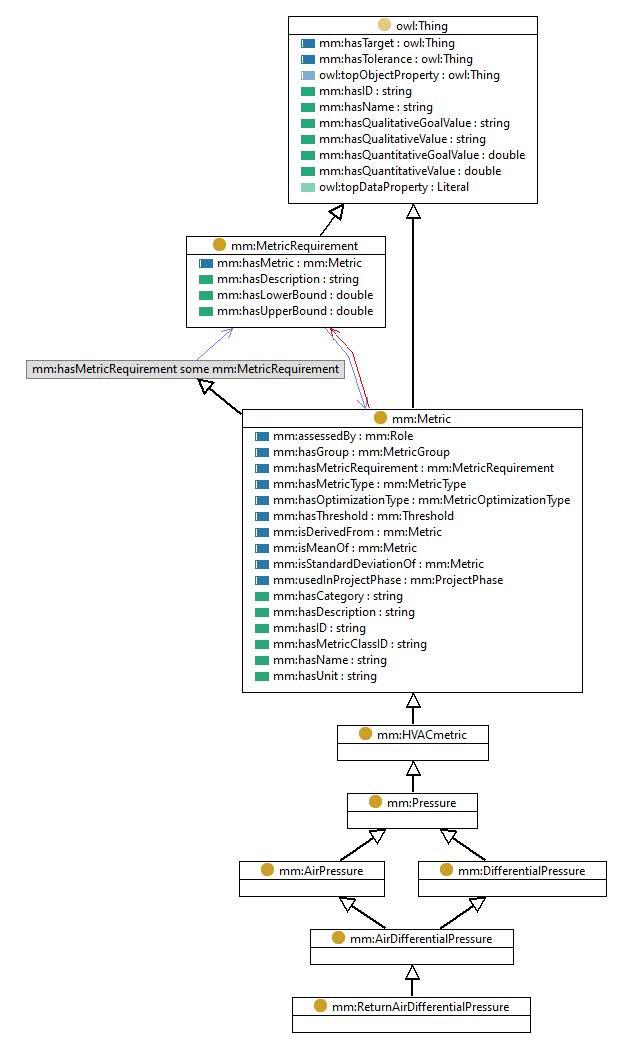 owl:Thing
mm:hasTarget : owl:Thing
mm:hasTolerance : owl:Thing
owl:topObjectProperty : owl:Thing
mm:hasID : string
mm:hasName : string
mm:hasQualitativeGoalValue : string
mm:hasQualitativeValue : string
mm:hasQuantitativeGoalValue : double
mm:hasQuantitativeValue : double
owl:topDataProperty : Literal
mm:MetricRequirement
mm:hasMetric : mm:Metric
mm:hasDescription : string
mm:hasLowerBound : double
mm:hasUpperBound : double
mm:hasMetricRequirement some mm:MetricRequirement
mm:Metric
mm:assessedBy : mm:Role
mm:hasGroup : mm:MetricGroup
mm:hasMetricRequirement : mm:MetricRequirement
mm:hasMetricType : mm:MetricType
mm:hasOptimizationType : mm:MetricOptimizationType
mm:hasThreshold : mm:Threshold
mm:isDerivedFrom : mm:Metric
mm:isMeanOf : mm:Metric
mm:isStandardDeviationOf : mm:Metric
mm:usedInProjectPhase : mm:ProjectPhase
mm:hasCategory : string
mm:hasDescription : string
mm:hasID : string
mm:hasMetricClassID : string
mm:hasName : string
mm:hasUnit : string
mm:HVACmetric
mm:Pressure
mm:AirPressure
mm:DifferentialPressure
mm:AirDifferentialPressure
mm:ReturnAirDifferentialPressure